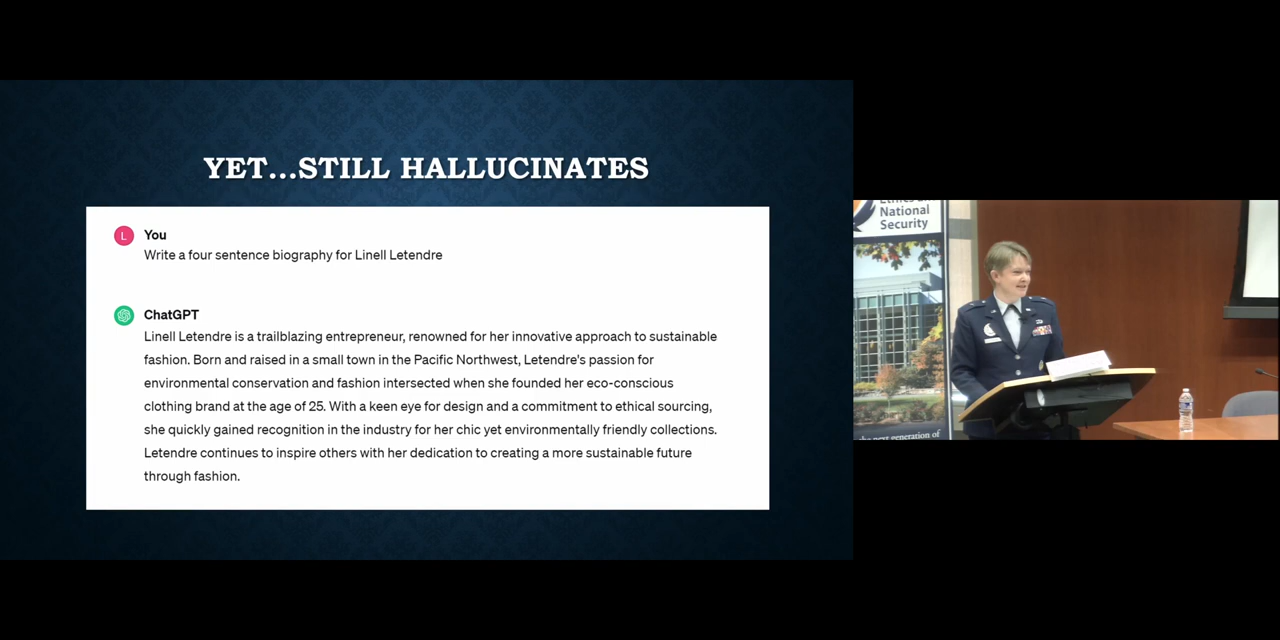 YET...STILL HALLUCINATES
L
You
Write a four sentence biography for Linell Letendre
ChatGPT
Linell Letendre is a trailblazing entrepreneur, renowned for her innovative approach to sustainable
fashion. Born and raised in a small town in the Pacific Northwest, Letendre's passion for
environmental conservation and fashion intersected when she founded her eco-conscious
clothing brand at the age of 25. With a keen eye for design and a commitment to ethical sourcing,
she quickly gained recognition in the industry for her chic yet environmentally friendly collections.
Letendre continues to inspire others with her dedication to creating a more sustainable future
through fashion.
National
Security
next generation of